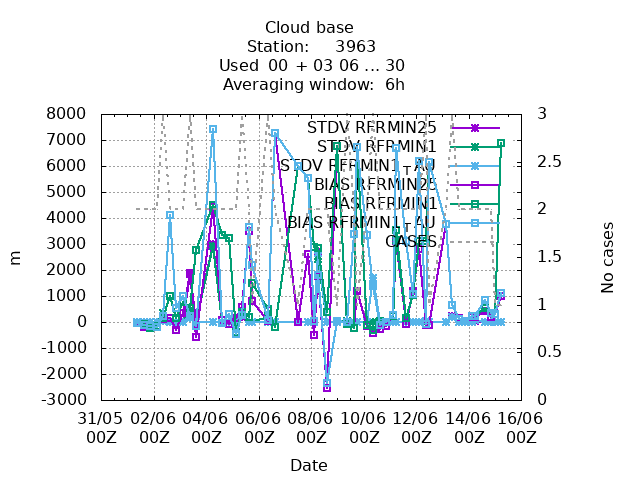 Cloud base
Station: 3963
Used 00 + 03 06 ... 30
Averaging window: 6h
8000
7000
6000
5000
4000
3000
2000
1000
0
-1000
-2000
-3000
m
3
2.5
2
1.5
1
0.5
0
No cases
STDV RFRMIN25
STDV RFRMIN1
STDV RFRMIN1_AU
BIAS RFRMIN25
BIAS RFRMIN1
BIAS RFRMIN1_AU
CASES
31/05 02/06 04/06 06/06 08/06 10/06 12/06 14/06 16/06
00Z 00Z 00Z 00Z 00Z 00Z 00Z 00Z 00Z
Date